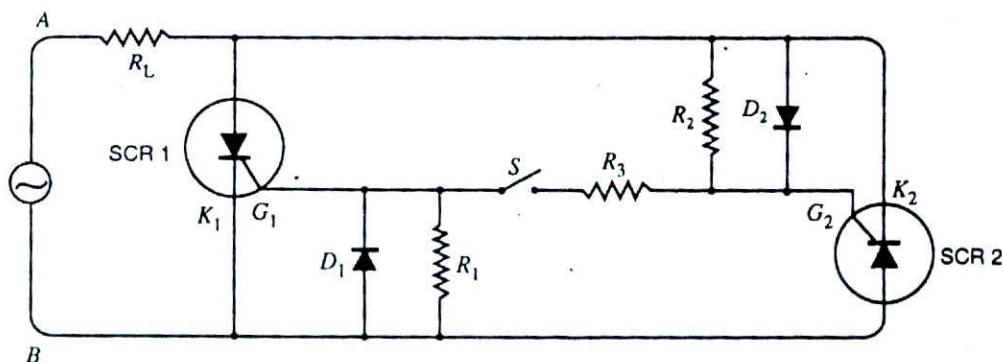 A
R_L
R_2
D_2
SCR 1
S
R_3
K_1
G_1
G_2
K_2
D_1
R_1
SCR 2
B